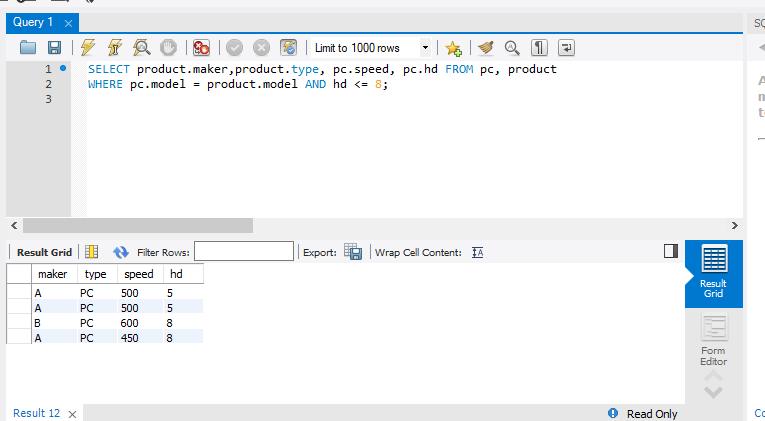 Query 1
SQ
Limit to 1000 rows
1 SELECT product.maker,product.type, pc.speed, pc.hd FROM pc, product
2 WHERE pc.model = product.model AND hd <= 8;
3
Result Grid Filter Rows: Export: Wrap Cell Content:
maker type speed hd
A PC 500 5
A PC 500 5
B PC 600 8
A PC 450 8
Result
Grid
Form
Editor
Result 12
Read Only